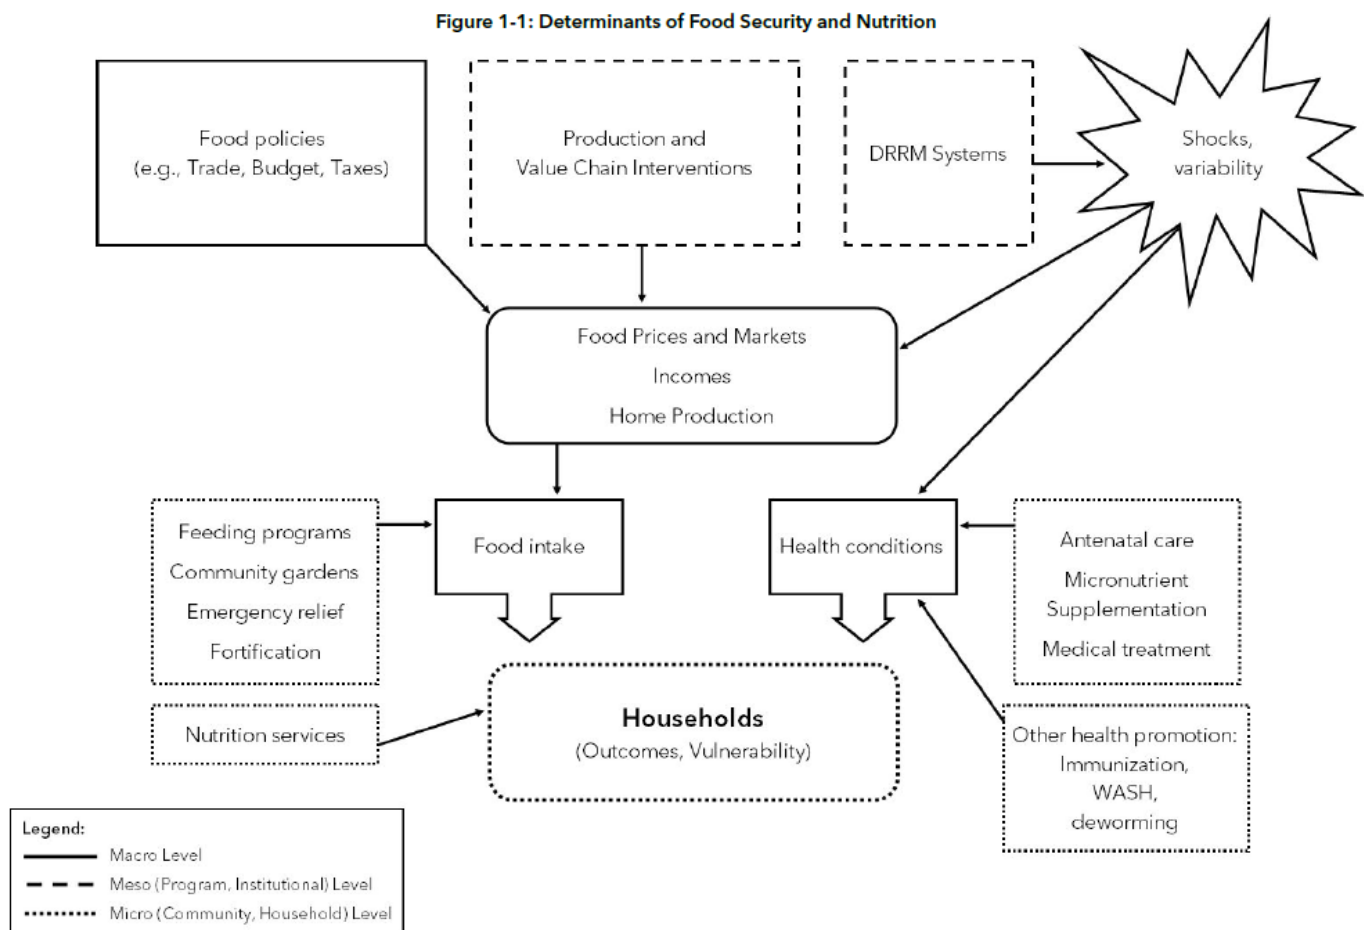 Figure 1-1: Determinants of Food Security and Nutrition
Food policies
(e.g., Trade, Budget, Taxes)
Production and
Value Chain Interventions
DRRM Systems
Shocks,
variability
Food Prices and Markets
Incomes
Home Production
Feeding programs
Community gardens
Emergency relief
Fortification
Food intake
Health conditions
Antenatal care
Micronutrient
Supplementation
Medical treatment
Nutrition services
Households
(Outcomes, Vulnerability)
Other health promotion:
Immunization,
WASH,
deworming
Legend:
Macro Level
Meso (Program, Institutional) Level
Micro (Community, Household) Level